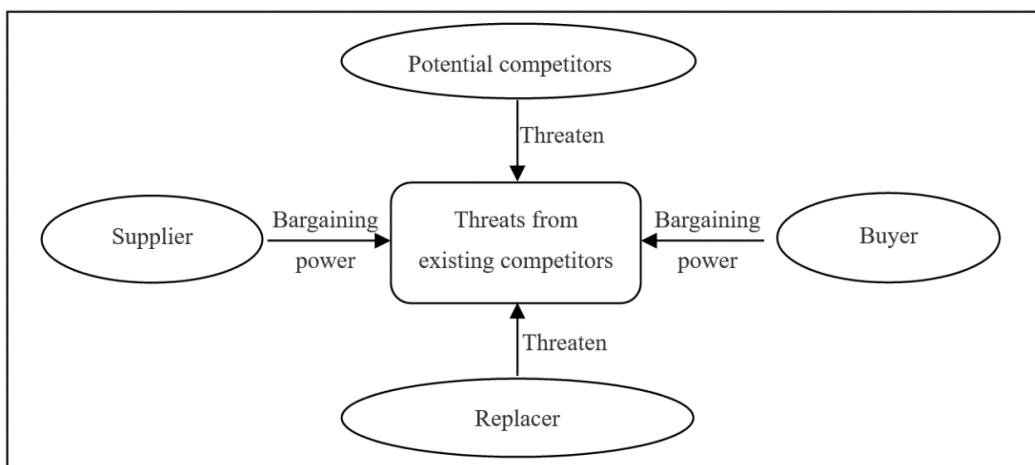 Potential competitors
Threaten
Supplier
Bargaining
power
Threats from
existing competitors
Bargaining
power
Buyer
Threaten
Replacer